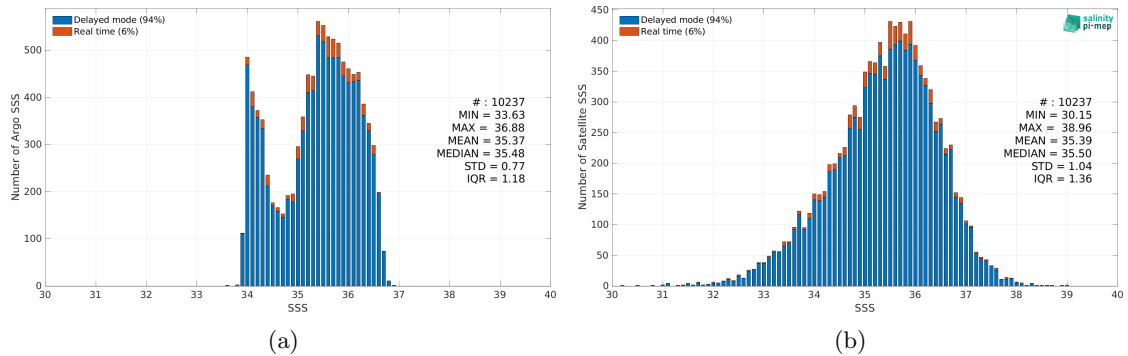 Delayed mode (94%)
Real time (6%)
Number of Argo SSS
500
400
300
200
100
0
# : 10237
MIN = 33.63
MAX = 36.88
MEAN = 35.37
MEDIAN = 35.48
STD = 0.77
IQR = 1.18
30 31 32 33 34 35 36 37 38 39 40
SSS
(a)
Delayed mode (94%)
Real time (6%)
salinity
pi-mep
Number of Satellite SSS
450
400
350
300
250
200
150
100
50
0
# : 10237
MIN = 30.15
MAX = 38.96
MEAN = 35.39
MEDIAN = 35.50
STD = 1.04
IQR = 1.36
30 31 32 33 34 35 36 37 38 39 40
SSS
(b)